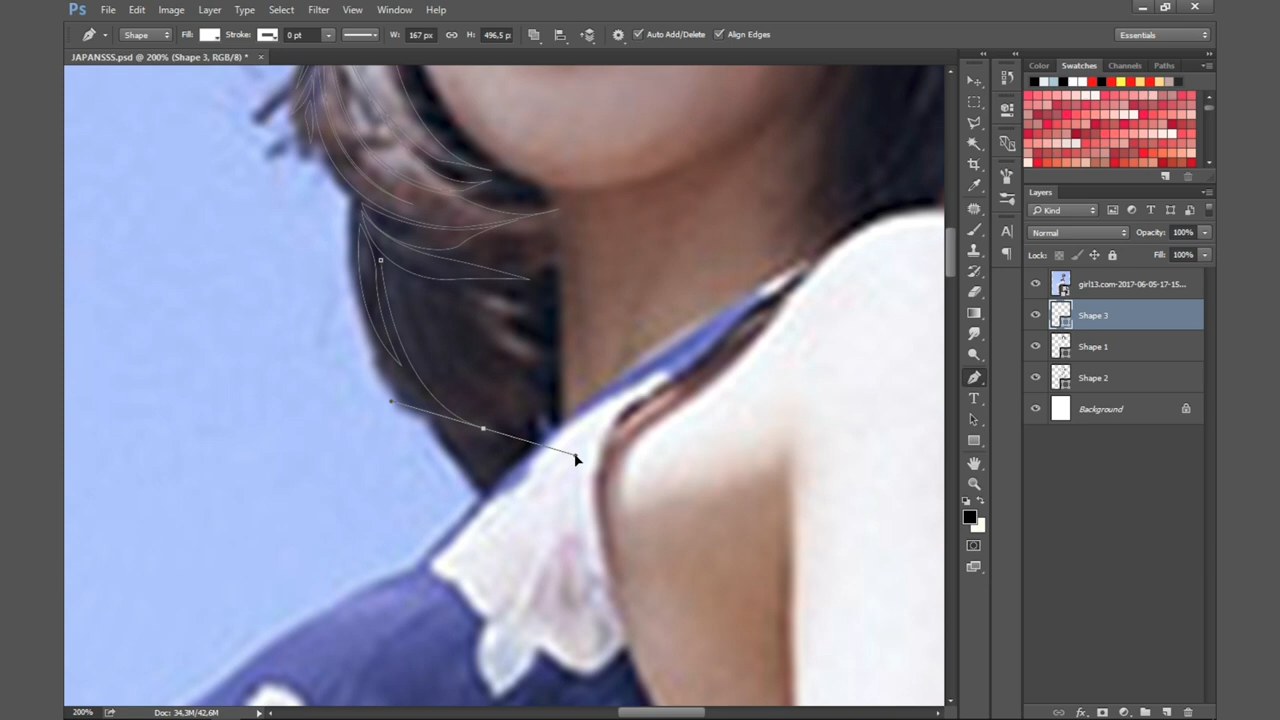 Ps File Edit Image Layer Type Select Filter View Window Help
Shape Fill: Stroke: 0 pt W: 167 px H: 496,5 p Auto Add/Delete Align Edges Essentials
JAPANSSS.psd @ 200% (Shape 3, RGB/8) *
Color Swatches Channels Paths
Layers
Kind
Normal Opacity: 100%
Lock: Fill: 100%
girl13.com-2017-06-05-17-15...
Shape 3
Shape 1
Shape 2
Background
200% Doc: 34,3M/42,6M